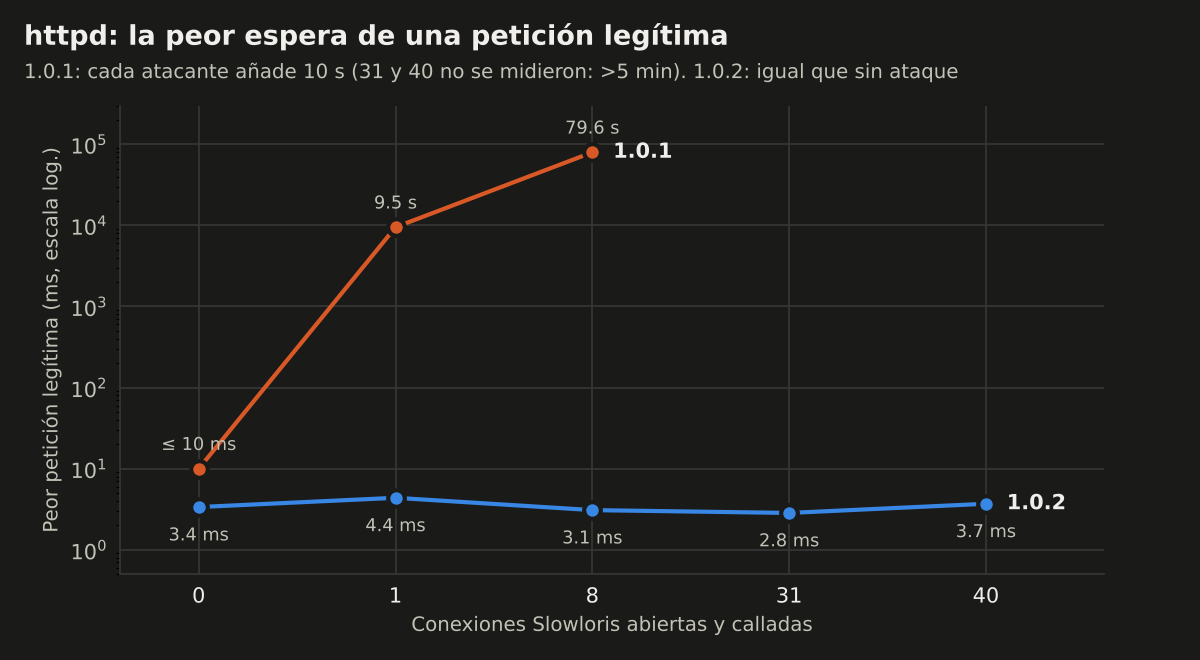 httpd: la peor espera de una petición legítima
1.0.1: cada atacante añade 10 s (31 y 40 no se midieron: >5 min). 1.0.2: igual que sin ataque
Peor petición legítima (ms, escala log.)
10⁵
10⁴
10³
10²
10¹
10⁰
79.6 s
1.0.1
9.5 s
≤ 10 ms
3.4 ms
4.4 ms
3.1 ms
2.8 ms
3.7 ms
1.0.2
0 1 8 31 40
Conexiones Slowloris abiertas y calladas